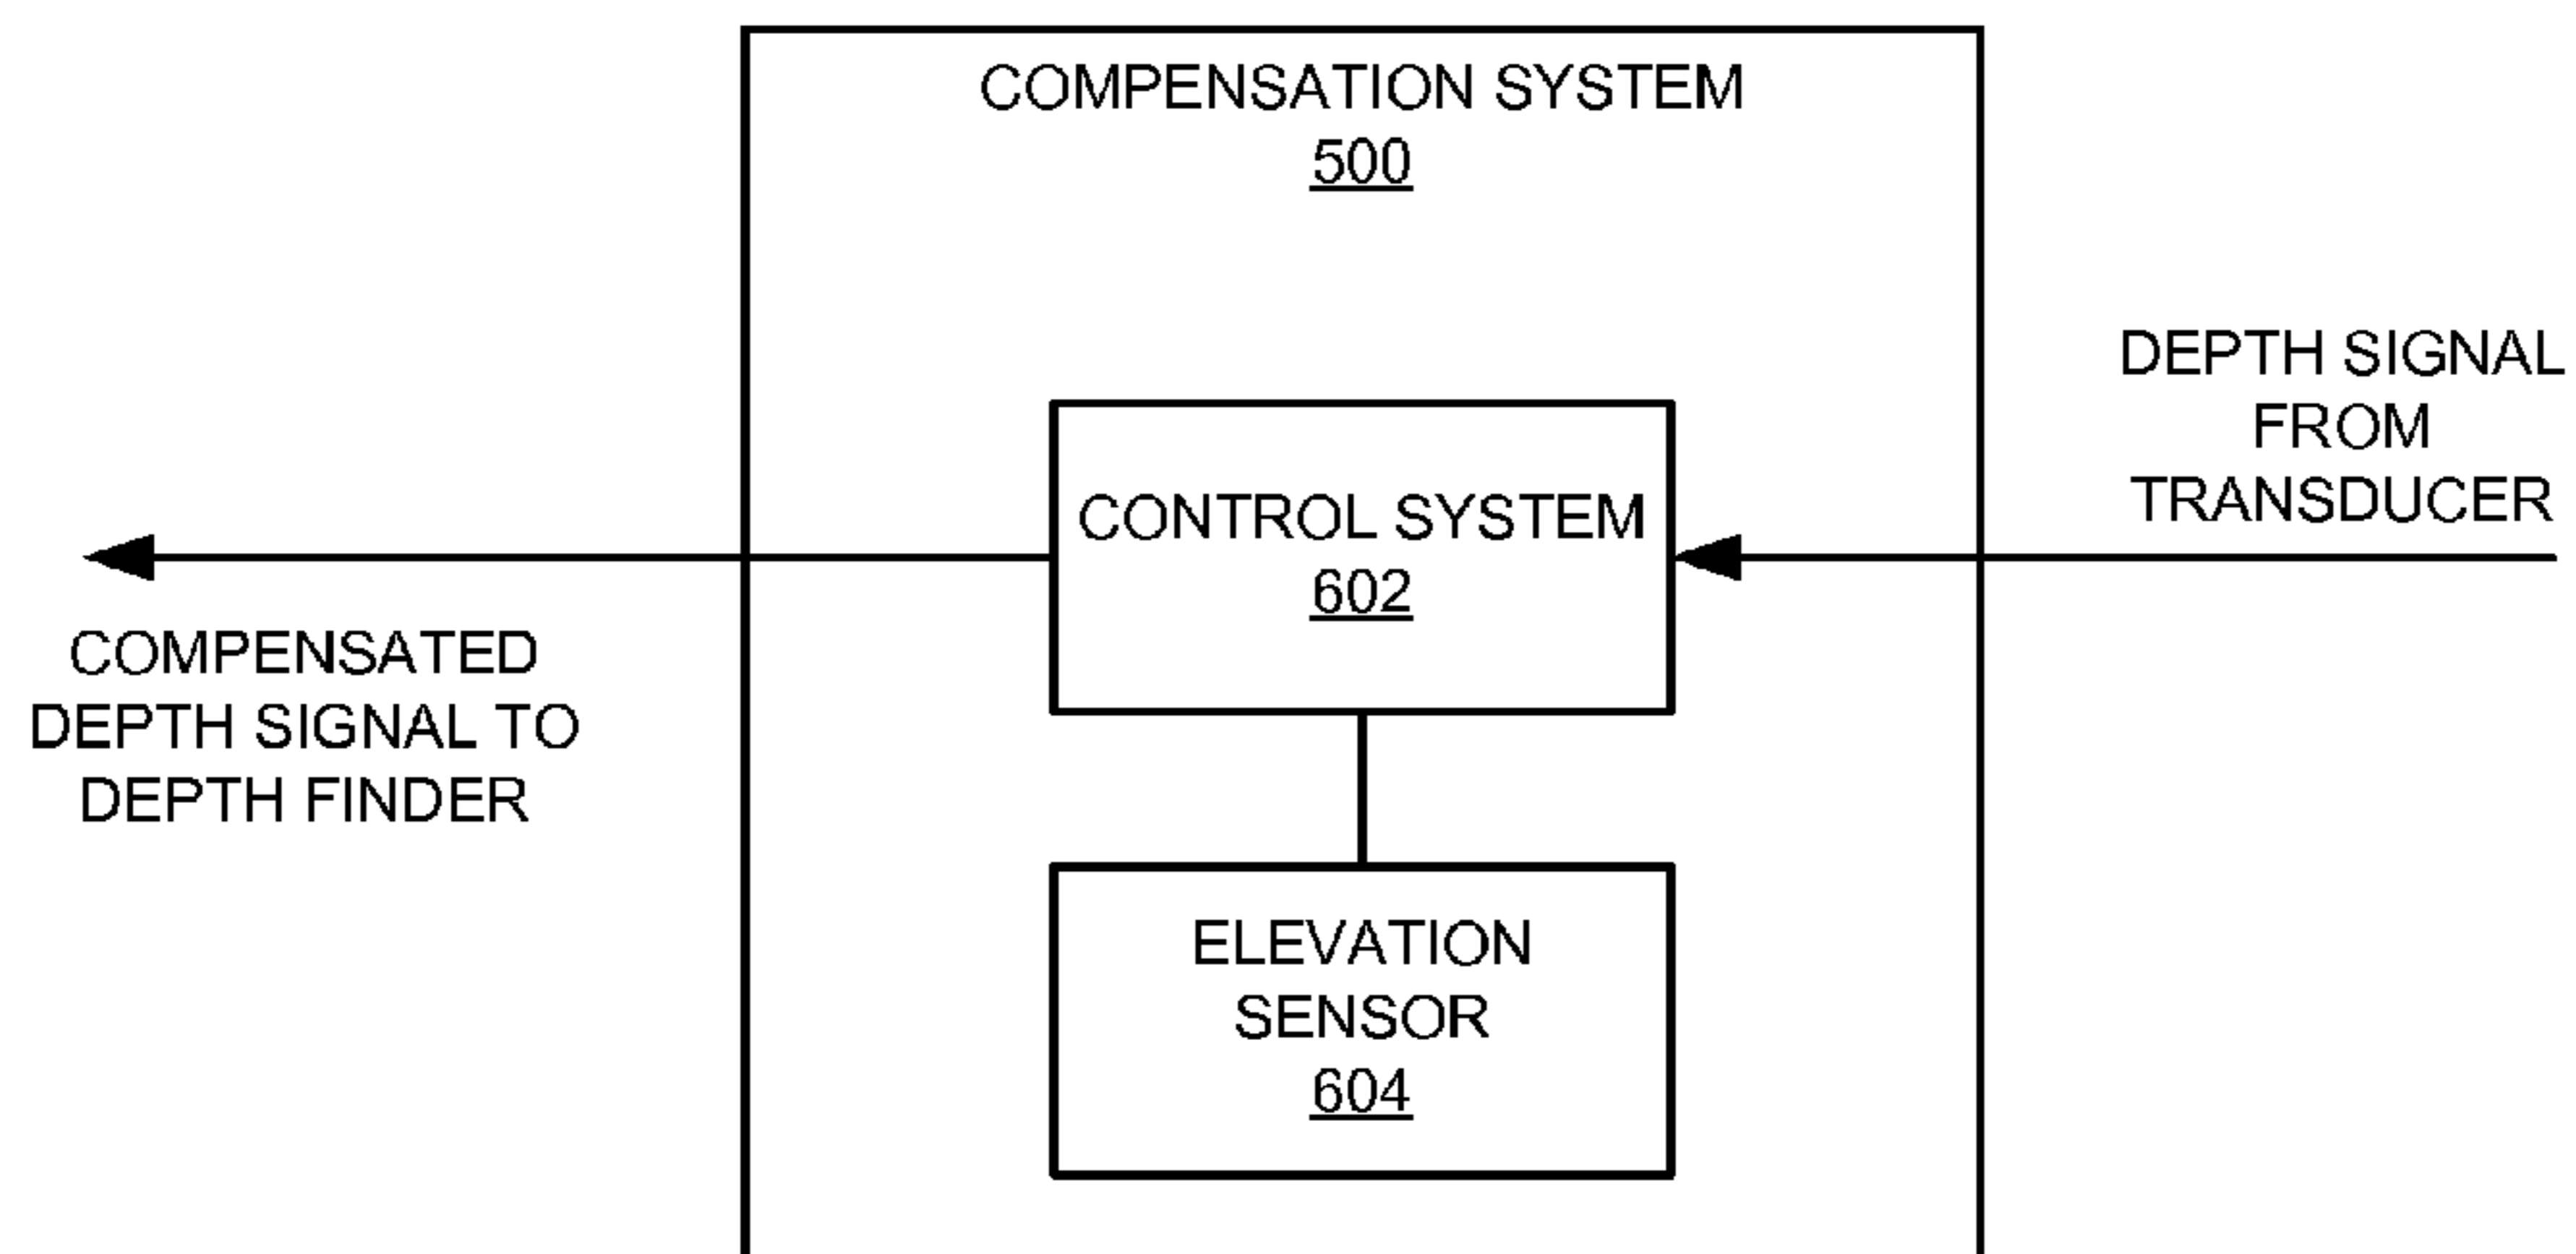 COMPENSATION SYSTEM
500
DEPTH SIGNAL
FROM
TRANSDUCER
CONTROL SYSTEM
602
COMPENSATED
DEPTH SIGNAL TO
DEPTH FINDER
ELEVATION
SENSOR
604